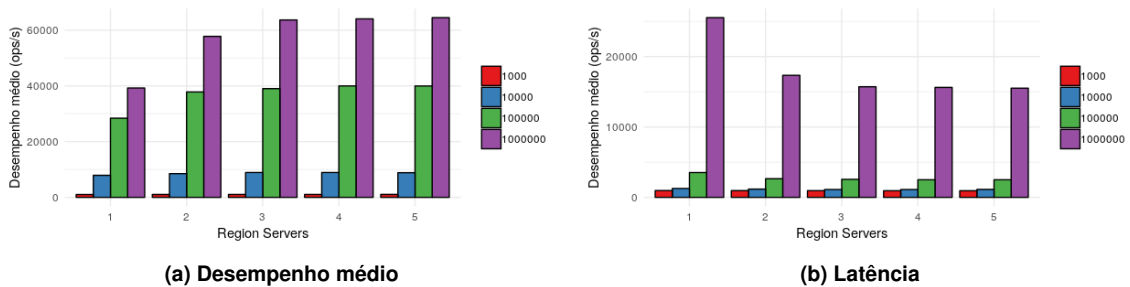 Desempenho médio (ops/s)
60000
40000
20000
0
1 2 3 4 5
Region Servers
1000
10000
100000
1000000
(a) Desempenho médio
Desempenho médio (ops/s)
20000
10000
0
1 2 3 4 5
Region Servers
1000
10000
100000
1000000
(b) Latência